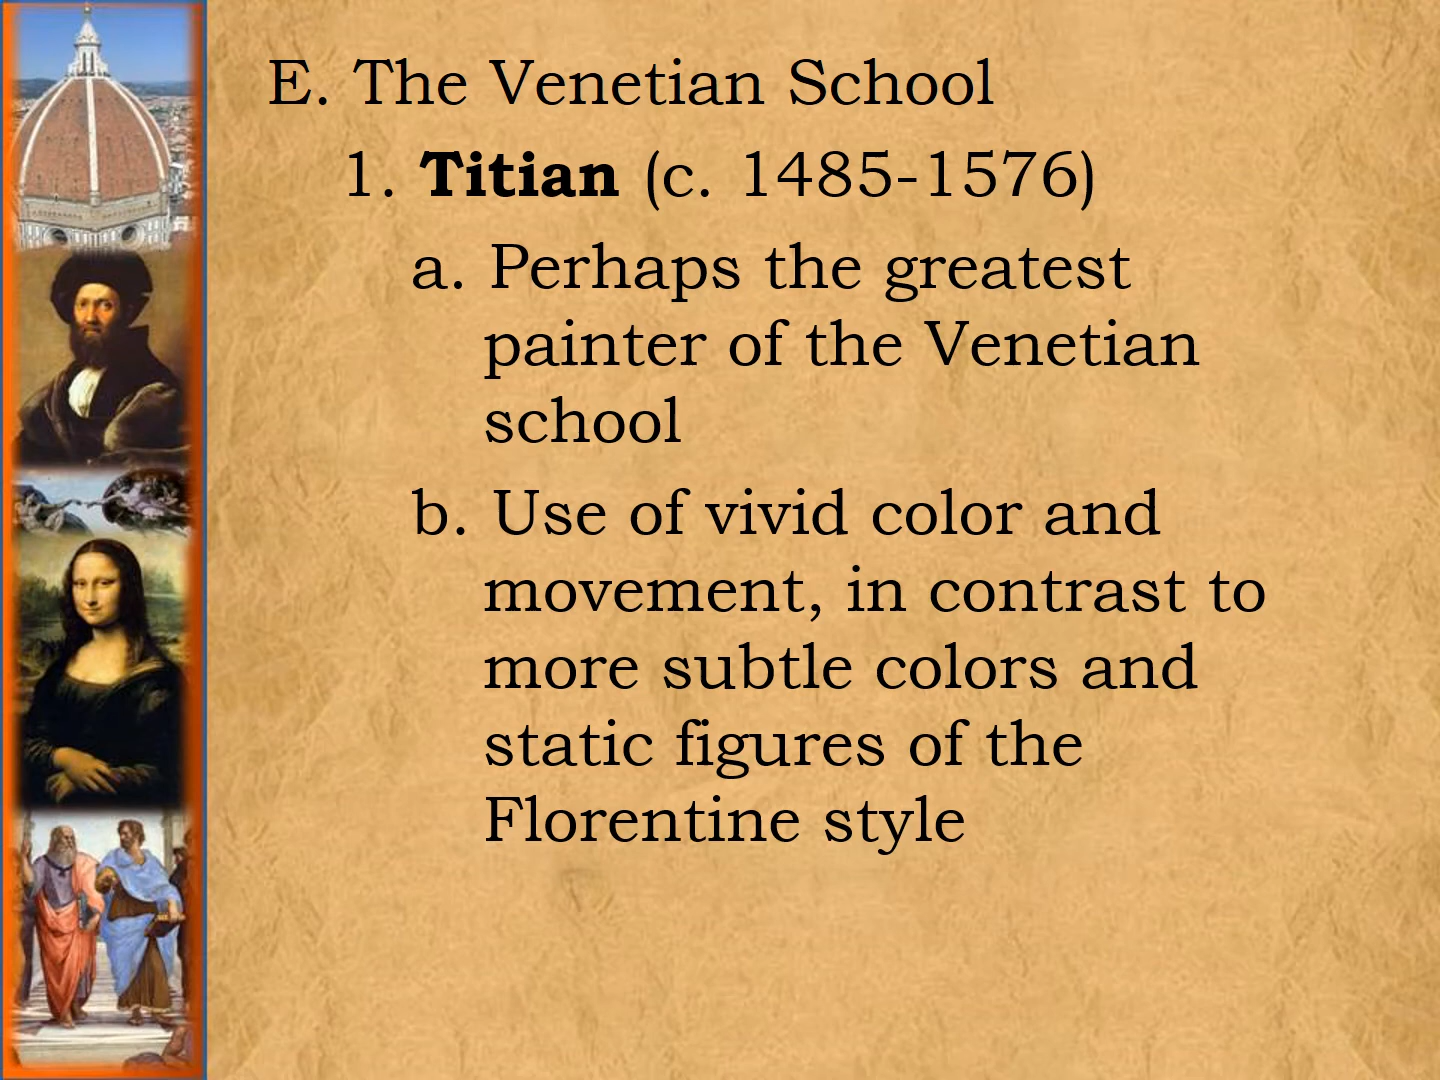 E. The Venetian School
1. Titian (c. 1485-1576)
a. Perhaps the greatest
painter of the Venetian
school
b. Use of vivid color and
movement, in contrast to
more subtle colors and
static figures of the
Florentine style